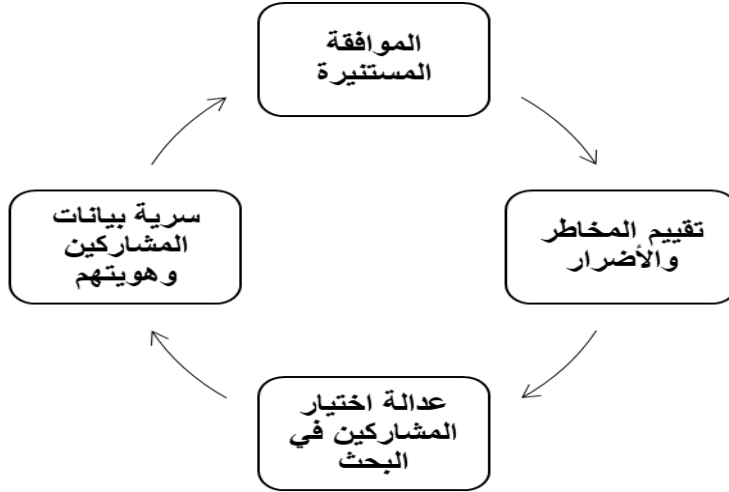 الموافقة
المستنيرة
تقييم المخاطر
والأضرار
عدالة اختيار
المشاركين في
البحث
سرية بيانات
المشاركين
وهويتهم